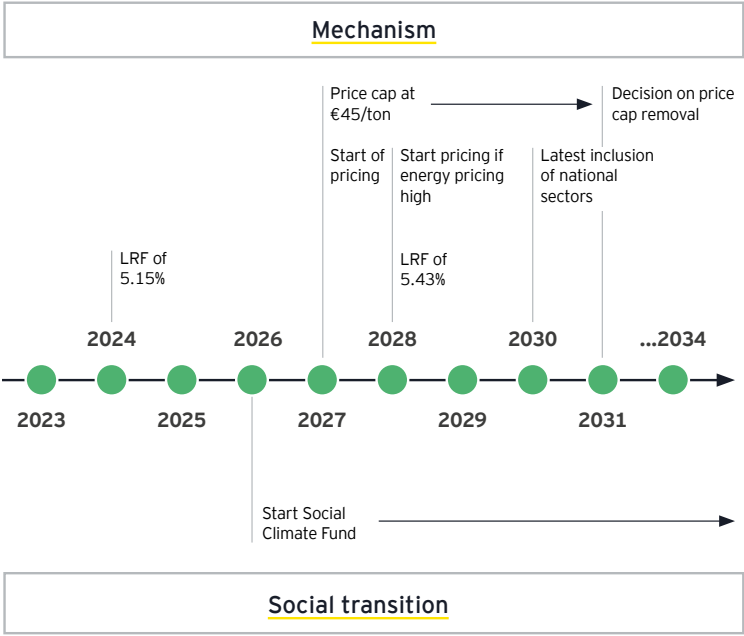 Mechanism
Price cap at
€45/ton
Decision on price
cap removal
Start of
pricing
Start pricing if
energy pricing
high
Latest inclusion
of national
sectors
LRF of
5.15%
LRF of
5.43%
2024
2026
2028
2030
...2034
2023
2025
2027
2029
2031
Start Social
Climate Fund
Social transition